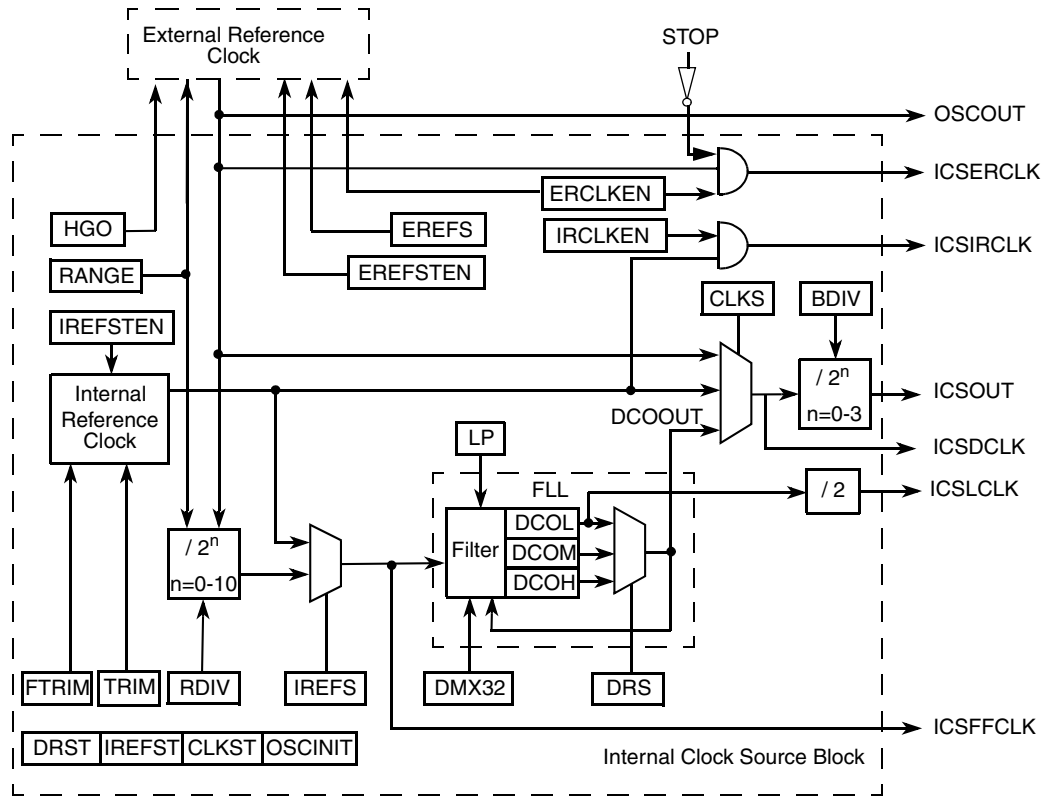 External Reference
Clock
STOP
OSCOUT
ICSERCLK
ERCLKEN
HGO
EREFS
IRCLKEN
ICSIRCLK
RANGE
EREFSTEN
CLKS
BDIV
IREFSTEN
Internal
Reference
Clock
/ 2n
n=0-3
ICSOUT
DCOOUT
LP
ICSDCLK
FLL
/ 2
ICSLCLK
/ 2n
n=0-10
Filter
DCOL
DCOM
DCOH
FTRIM
TRIM
RDIV
IREFS
DMX32
DRS
ICSFFCLK
DRST IREFST CLKST OSCINIT
Internal Clock Source Block